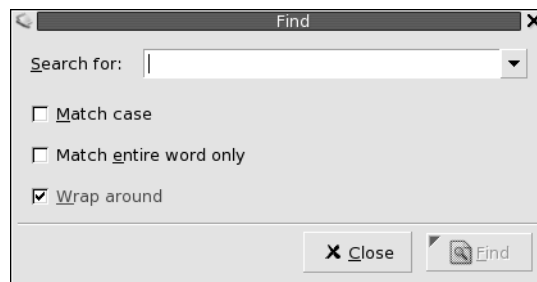 Find
Search for:
Match case
Match entire word only
Wrap around
Close Find